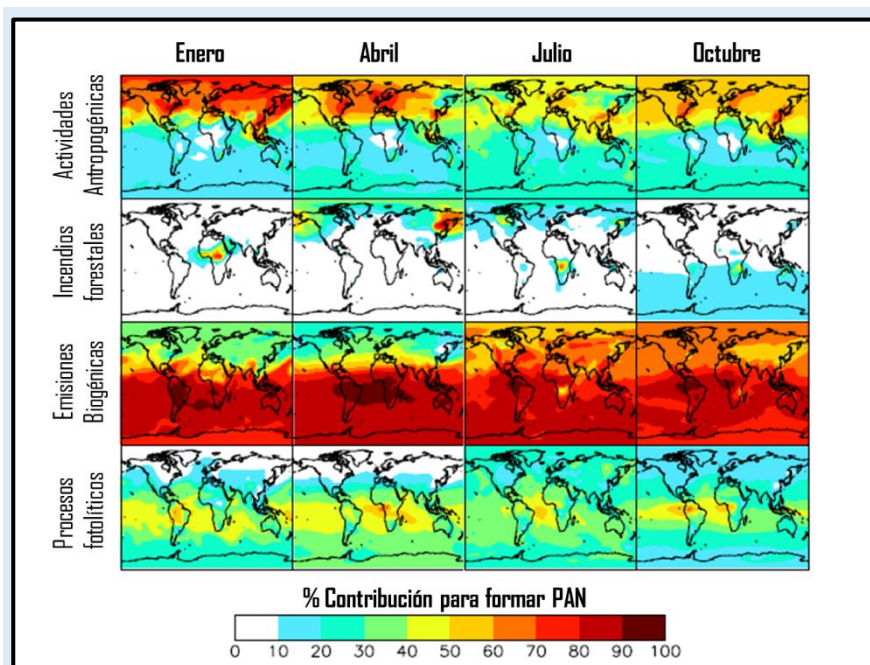 Enero Abril Julio Octubre
Actividades
Antropogénicas
Incendios
forestales
Emisiones
Biogénicas
Procesos
fotolíticos
% Contribución para formar PAN
0 10 20 30 40 50 60 70 80 90 100